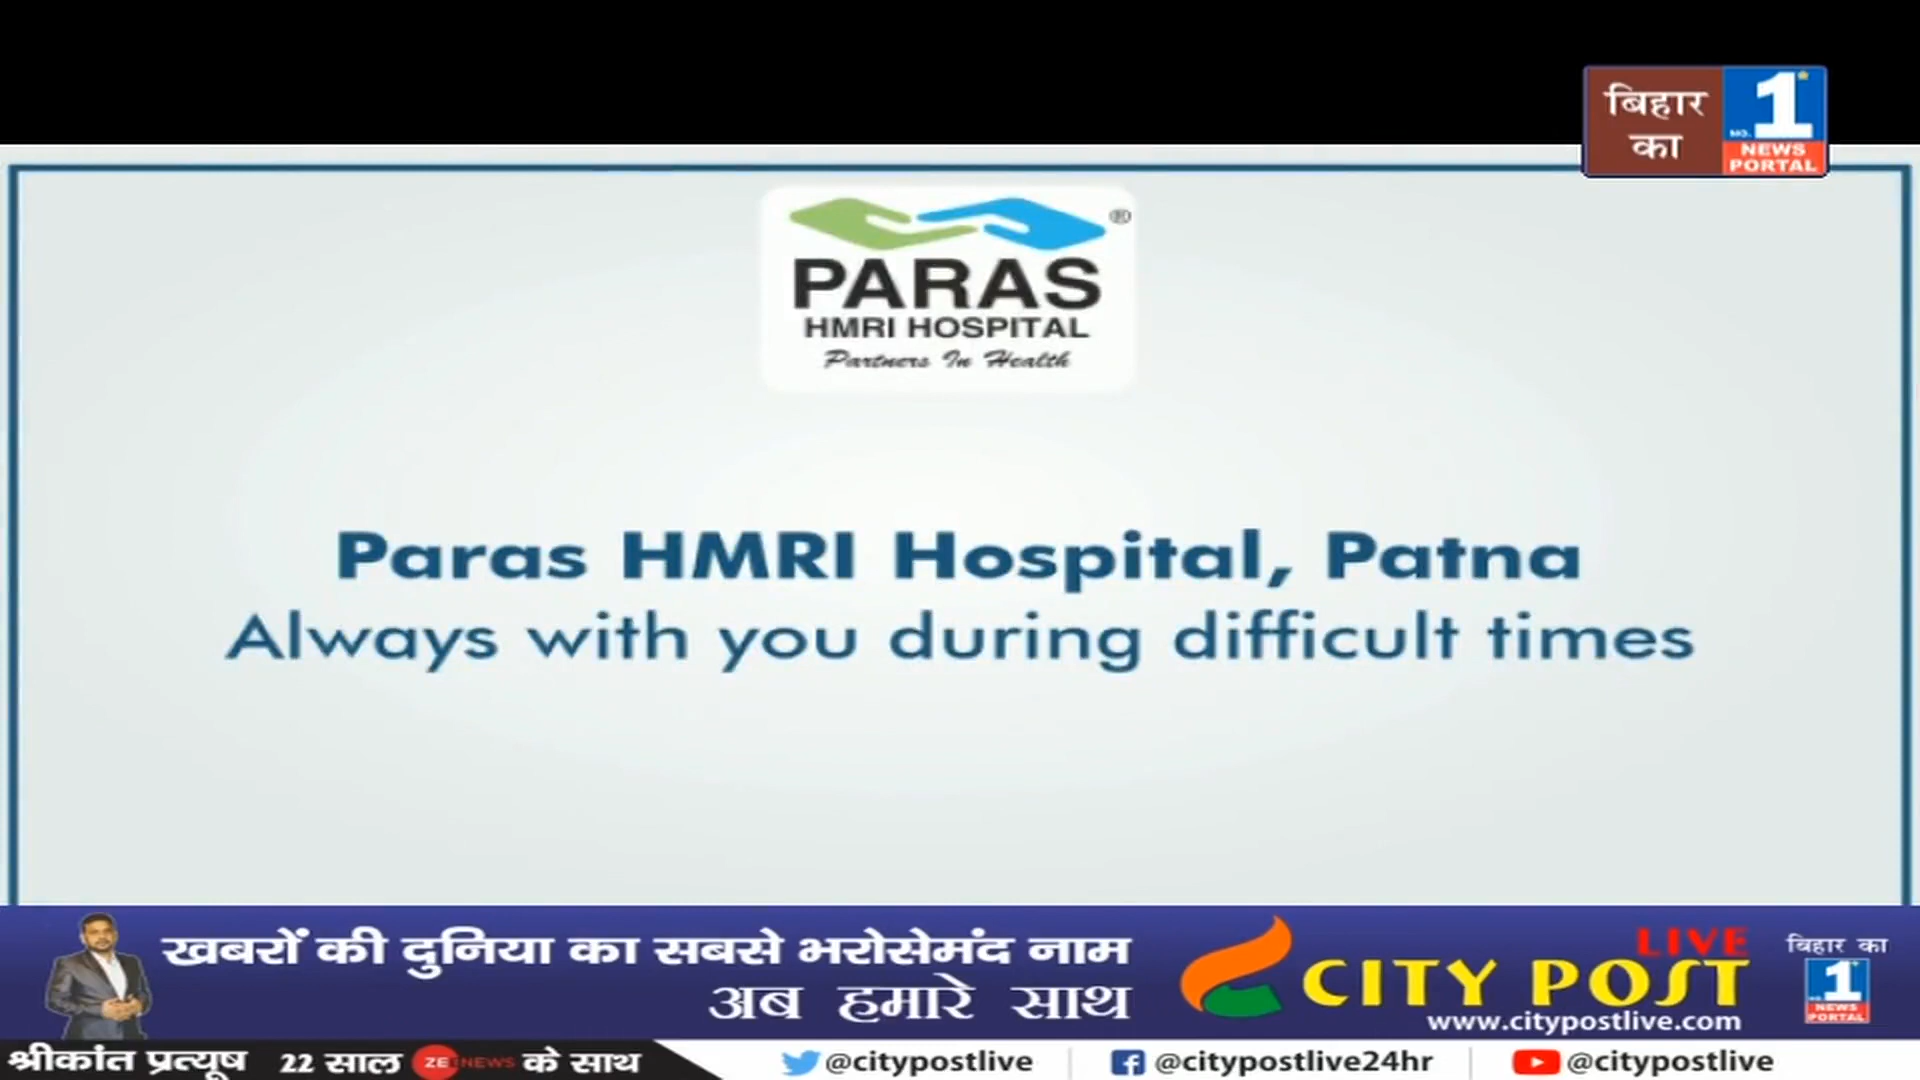 बिहार
का
NO. 1
NEWS
PORTAL
PARAS®
HMRI HOSPITAL
Partners In Health
Paras HMRI Hospital, Patna
Always with you during difficult times
खबरों की दुनिया का सबसे भरोसेमंद नाम
अब हमारे साथ
LIVE
CITY POST
www.citypostlive.com
बिहार का
NO. 1
NEWS
PORTAL
श्रीकांत प्रत्यूष 22 साल ZEE NEWS के साथ
@citypostlive
@citypostlive24hr
@citypostlive